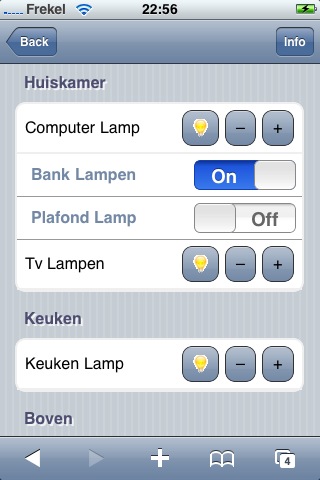 Frekel 22:56
Back Info
Huiskamer
Computer Lamp − +
Bank Lampen On
Plafond Lamp Off
Tv Lampen − +
Keuken
Keuken Lamp − +
Boven
4